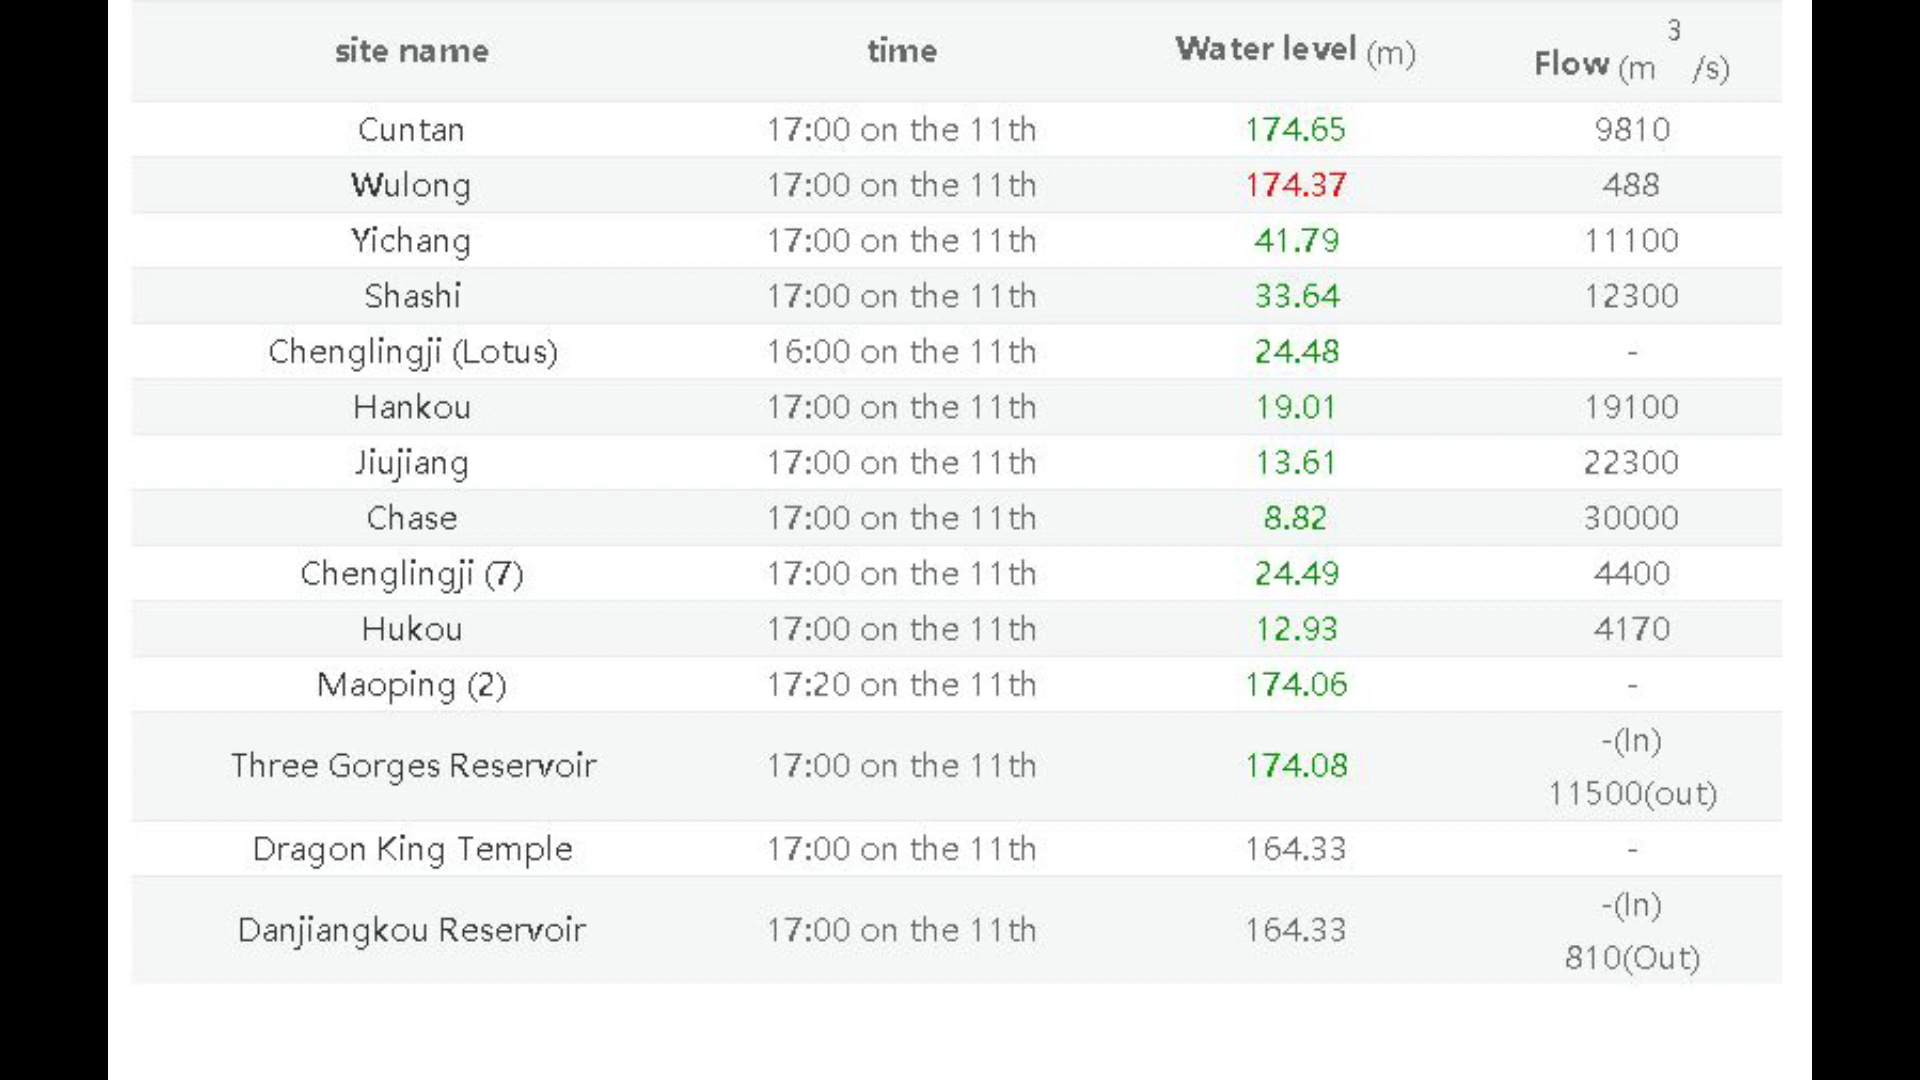 site name time Water level (m) Flow (m3/s)
Cuntan 17:00 on the 11th 174.65 9810
Wulong 17:00 on the 11th 174.37 488
Yichang 17:00 on the 11th 41.79 11100
Shashi 17:00 on the 11th 33.64 12300
Chenglingji (Lotus) 16:00 on the 11th 24.48 -
Hankou 17:00 on the 11th 19.01 19100
Jiujiang 17:00 on the 11th 13.61 22300
Chase 17:00 on the 11th 8.82 30000
Chenglingji (7) 17:00 on the 11th 24.49 4400
Hukou 17:00 on the 11th 12.93 4170
Maoping (2) 17:20 on the 11th 174.06 -
Three Gorges Reservoir 17:00 on the 11th 174.08 -(In)
11500(out)
Dragon King Temple 17:00 on the 11th 164.33 -
Danjiangkou Reservoir 17:00 on the 11th 164.33 -(In)
810(Out)